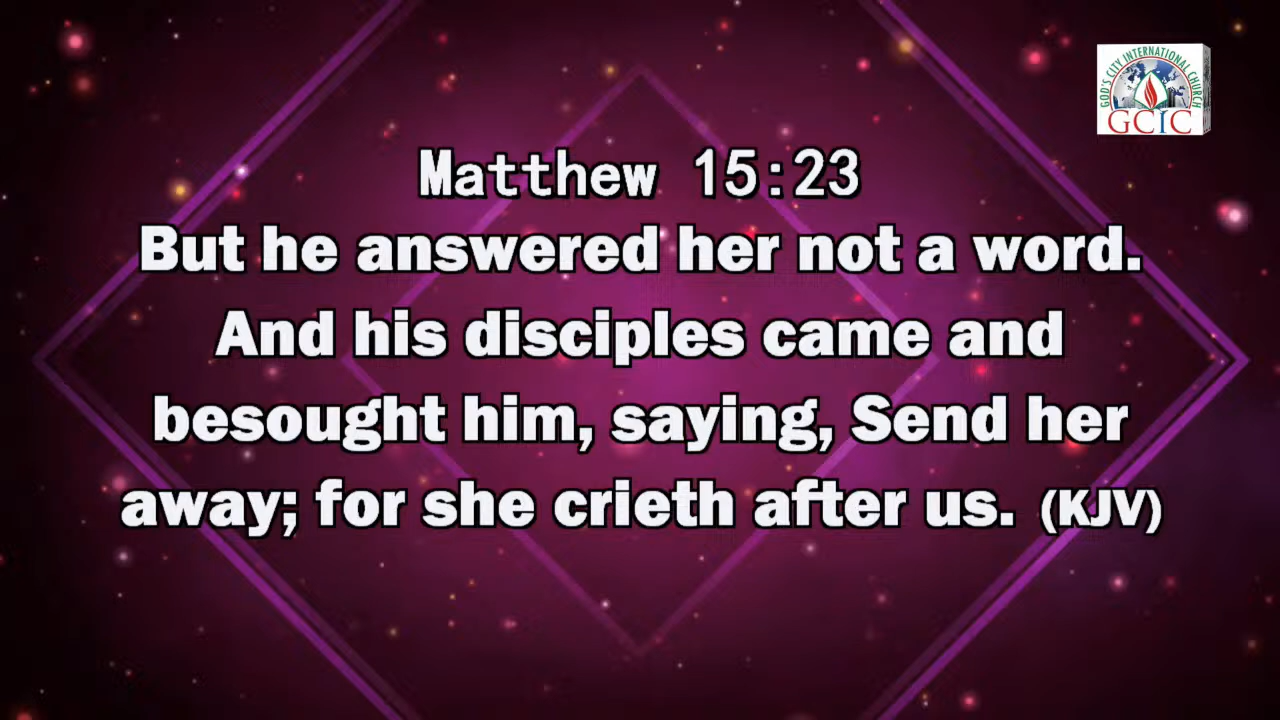 GOD'S CITY INTERNATIONAL CHURCH
GCIC
Matthew 15:23
But he answered her not a word.
And his disciples came and
besought him, saying, Send her
away; for she crieth after us. (KJV)